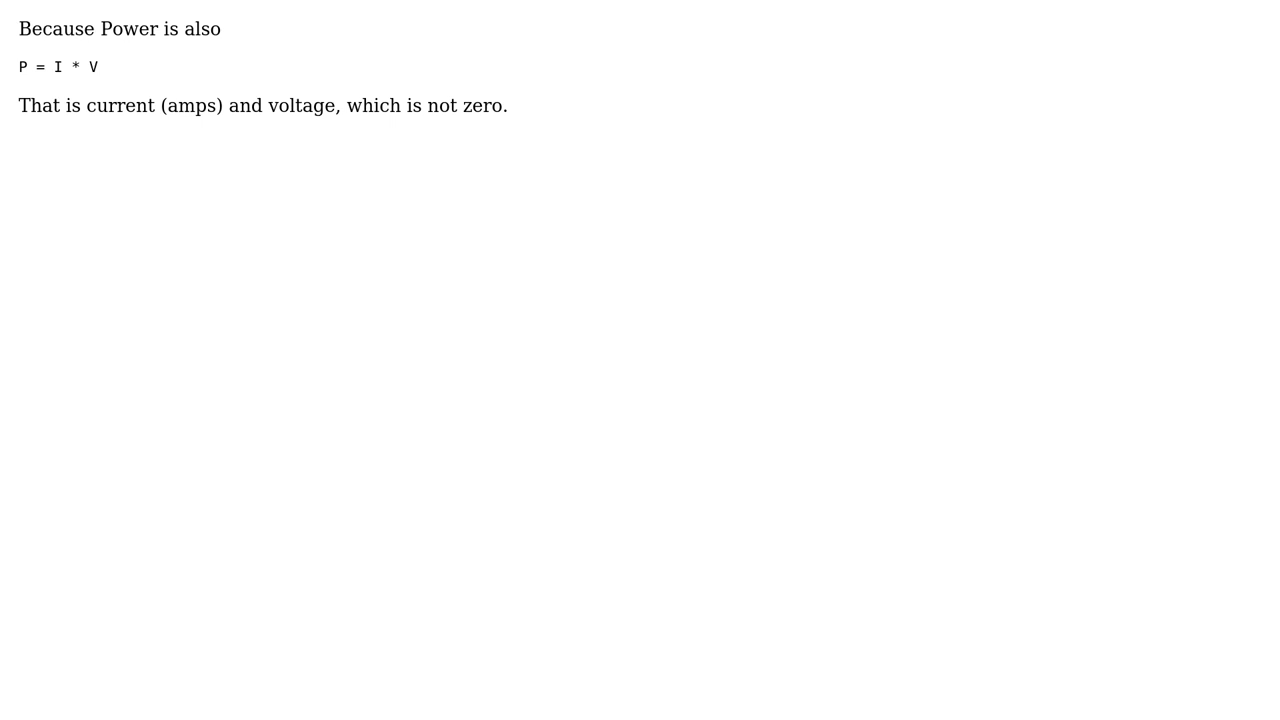 Because Power is also
P = I * V
That is current (amps) and voltage, which is not zero.